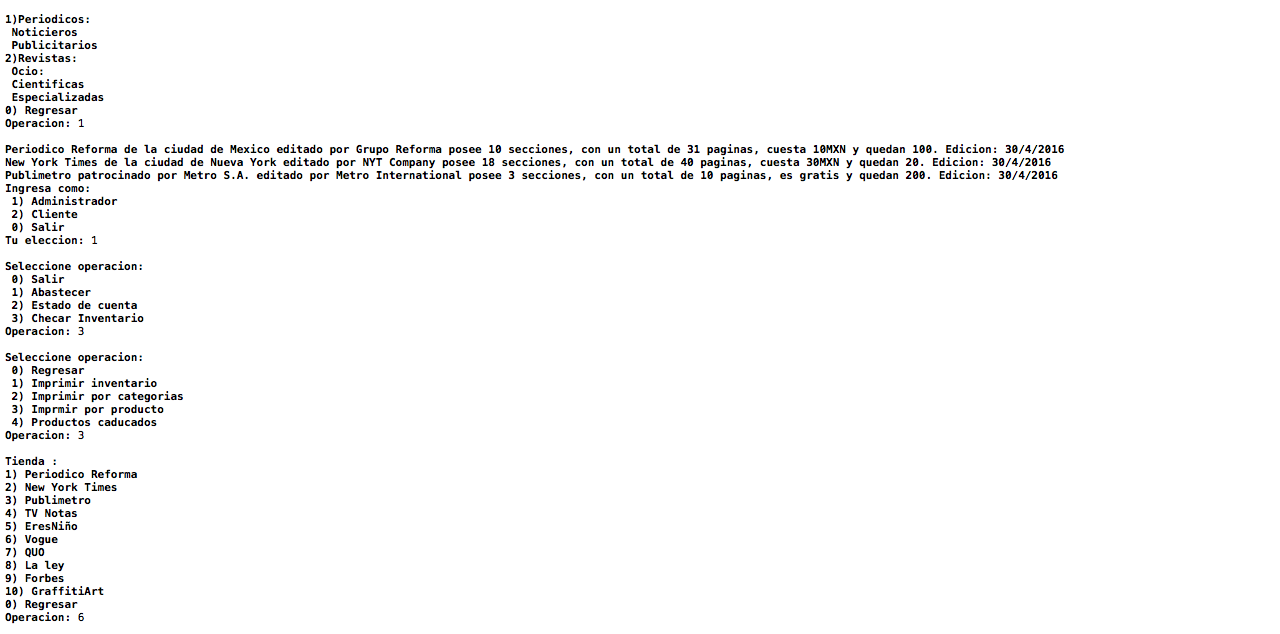 1)Periodicos:
Noticieros
Publicitarios
2)Revistas:
Ocio:
Cientificas
Especializadas
0) Regresar
Operacion: 1
Periodico Reforma de la ciudad de Mexico editado por Grupo Reforma posee 10 secciones, con un total de 31 paginas, cuesta 10MXN y quedan 100. Edicion: 30/4/2016
New York Times de la ciudad de Nueva York editado por NYT Company posee 18 secciones, con un total de 40 paginas, cuesta 30MXN y quedan 20. Edicion: 30/4/2016
Publimetro patrocinado por Metro S.A. editado por Metro International posee 3 secciones, con un total de 10 paginas, es gratis y quedan 200. Edicion: 30/4/2016
Ingresa como:
1) Administrador
2) Cliente
0) Salir
Tu eleccion: 1
Seleccione operacion:
0) Salir
1) Abastecer
2) Estado de cuenta
3) Checar Inventario
Operacion: 3
Seleccione operacion:
0) Regresar
1) Imprimir inventario
2) Imprimir por categorias
3) Imprmir por producto
4) Productos caducados
Operacion: 3
Tienda :
1) Periodico Reforma
2) New York Times
3) Publimetro
4) TV Notas
5) EresNiño
6) Vogue
7) QUO
8) La ley
9) Forbes
10) GraffitiArt
0) Regresar
Operacion: 6